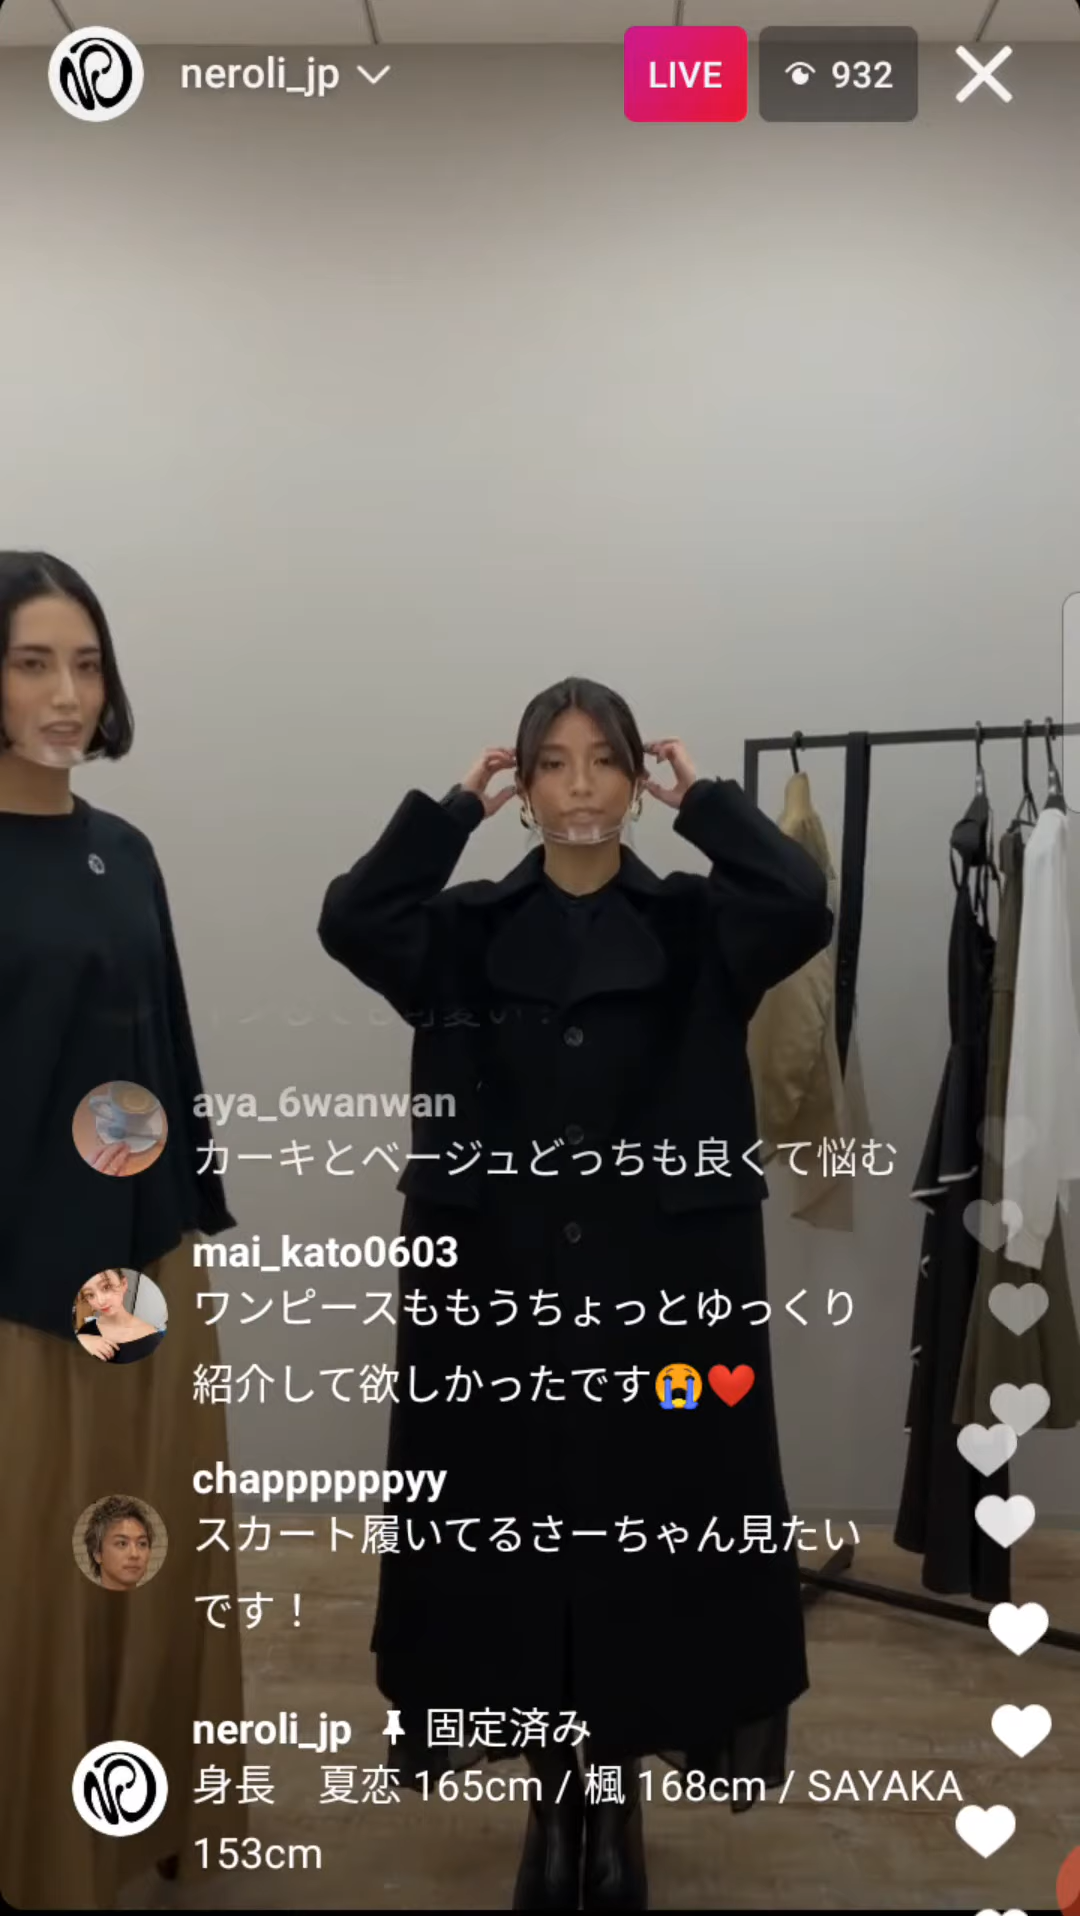 neroli_jp
LIVE
932
aya_6wanwan
カーキとベージュどっちも良くて悩む
mai_kato0603
ワンピースももうちょっとゆっくり
紹介して欲しかったです😭❤️
chappppppyy
スカート履いてるさーちゃん見たい
です！
neroli_jp 固定済み
身長　夏恋 165cm / 楓 168cm / SAYAKA
153cm